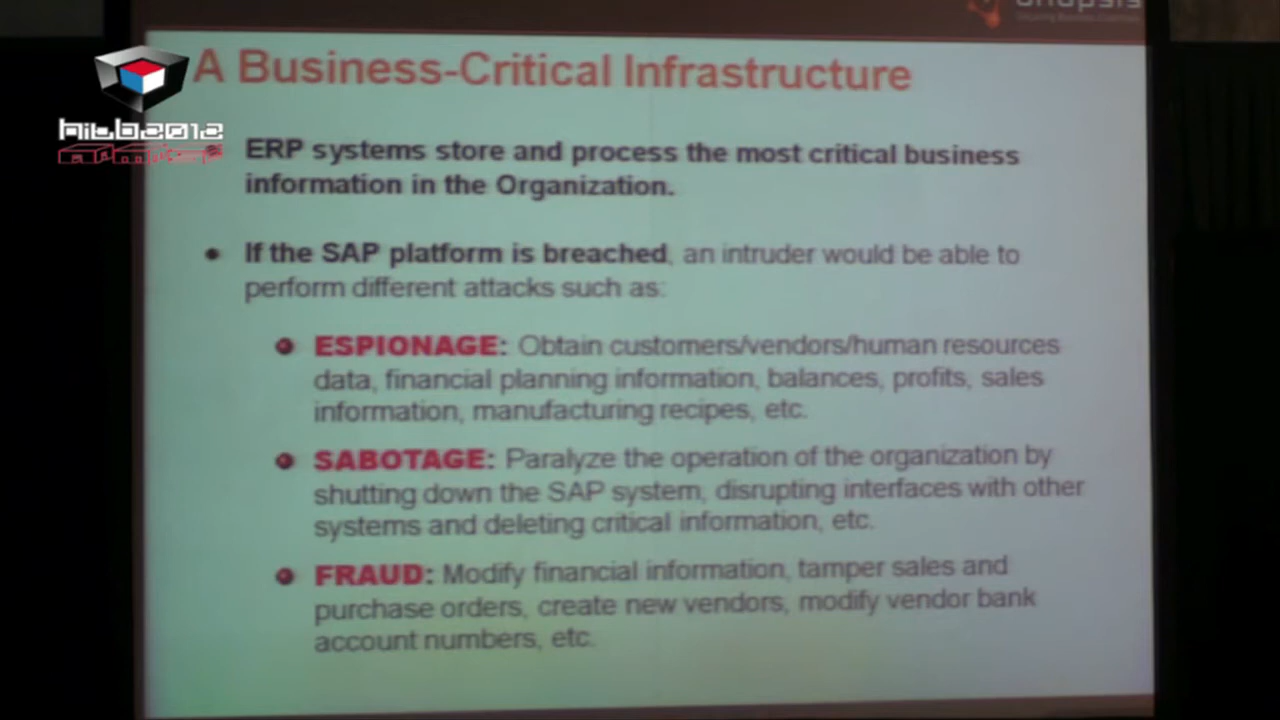 A Business-Critical Infrastructure
HITB2012
ERP systems store and process the most critical business
information in the Organization.
• If the SAP platform is breached, an intruder would be able to
perform different attacks such as:
ESPIONAGE: Obtain customers/vendors/human resources
data, financial planning information, balances, profits, sales
information, manufacturing recipes, etc.
SABOTAGE: Paralyze the operation of the organization by
shutting down the SAP system, disrupting interfaces with other
systems and deleting critical information, etc.
FRAUD: Modify financial information, tamper sales and
purchase orders, create new vendors, modify vendor bank
account numbers, etc.